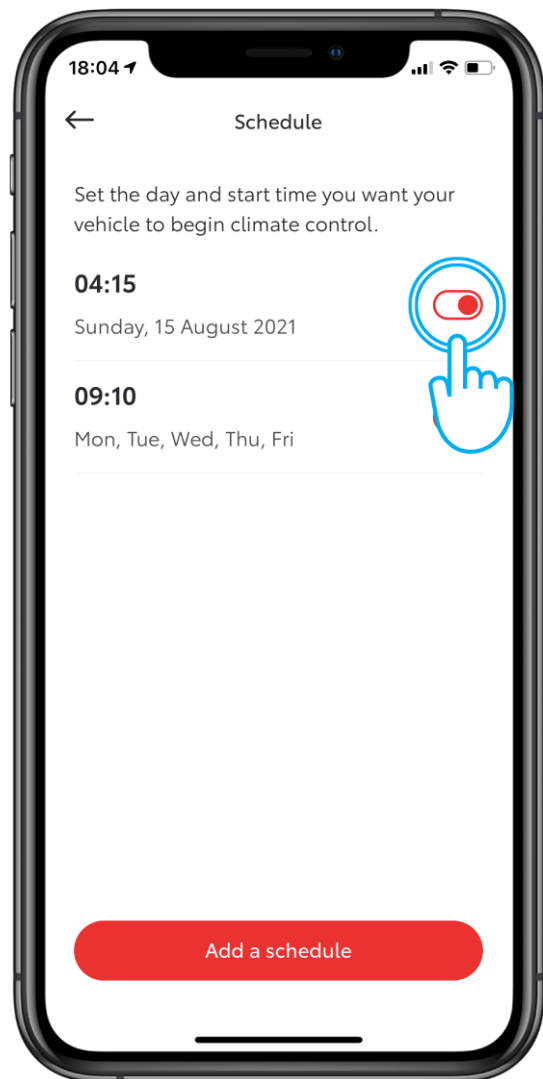 18:04
Schedule
Set the day and start time you want your
vehicle to begin climate control.
04:15
Sunday, 15 August 2021
09:10
Mon, Tue, Wed, Thu, Fri
Add a schedule